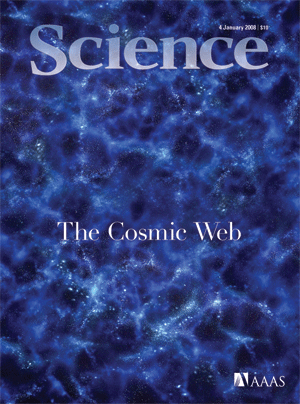 4 January 2008 | $10
Science
The Cosmic Web
AAAS